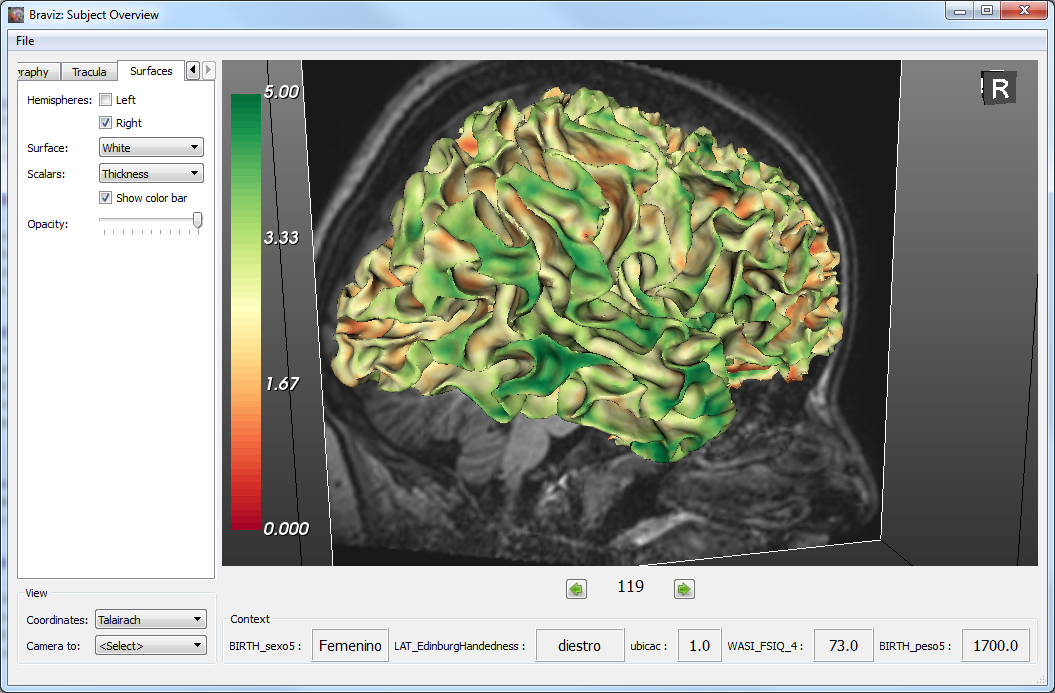 Braviz: Subject Overview
File
Tracula Surfaces
Hemispheres: Left
Right
Surface: White
Scalars: Thickness
Show color bar
Opacity:
5.00
3.33
1.67
0.000
R
119
View
Coordinates: Talairach
Camera to: <Select>
Context
BIRTH_sexo5 : Femenino LAT_EdinburgHandedness : diestro ubicac : 1.0 WASI_FSIQ_4 : 73.0 BIRTH_peso5 : 1700.0